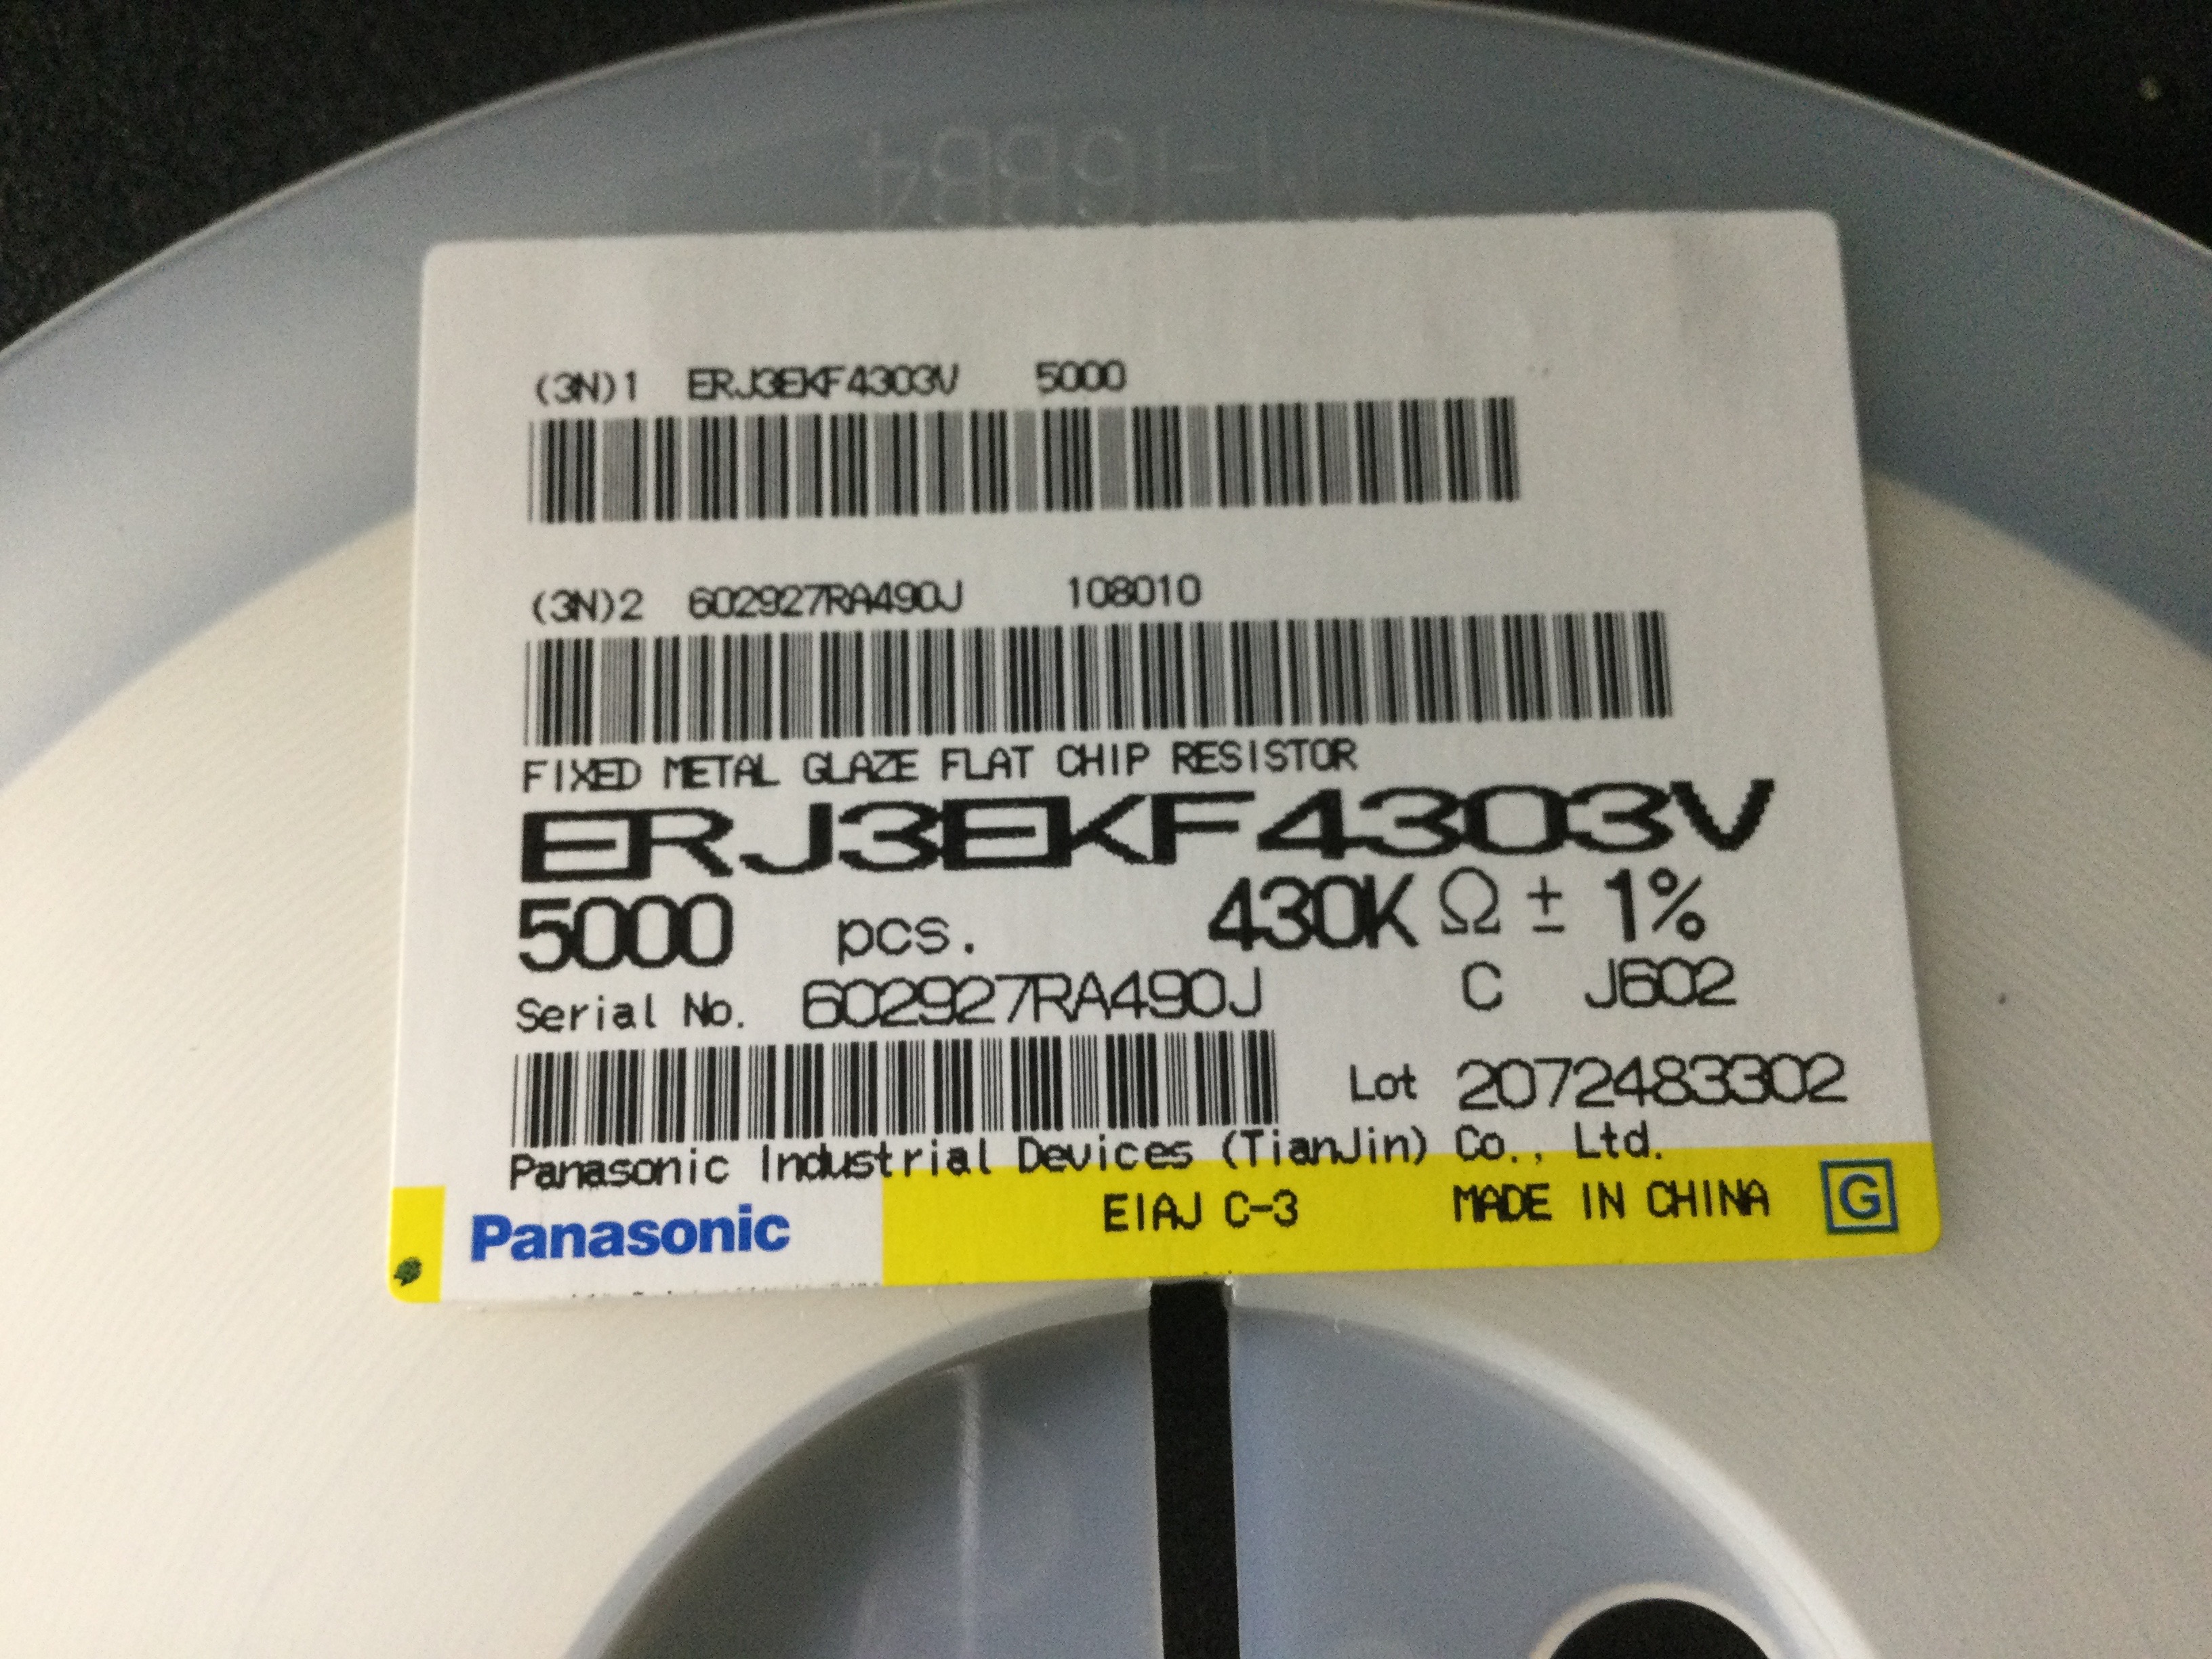 (3N)1 ERJ3EKF4303V 5000
(3N)2 602927RA490J 108010
FIXED METAL GLAZE FLAT CHIP RESISTOR
ERJ3EKF4303V
5000 pcs. 430K Ω ± 1%
Serial No. 602927RA490J C J602
Lot 2072483302
Panasonic Industrial Devices (TianJin) Co., Ltd.
Panasonic EIAJ C-3 MADE IN CHINA G